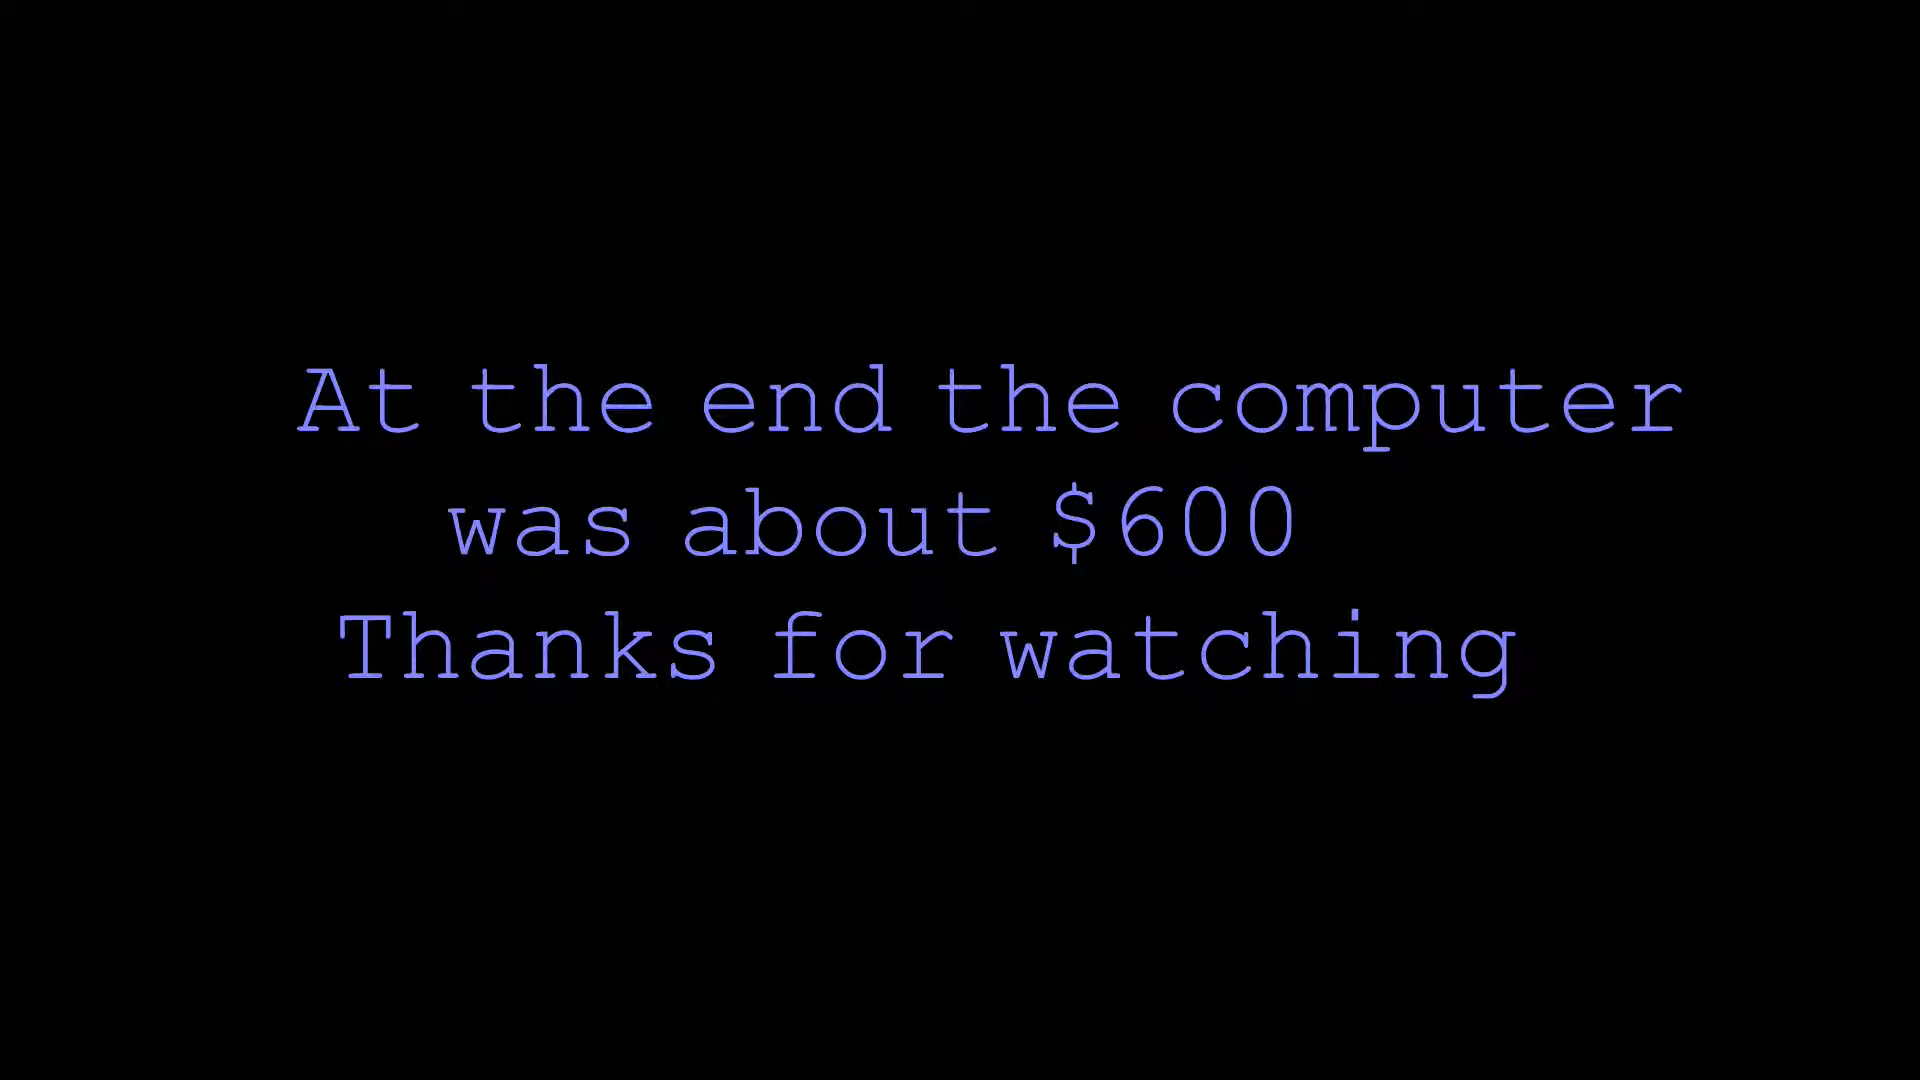 At the end the computer
was about $600
Thanks for watching